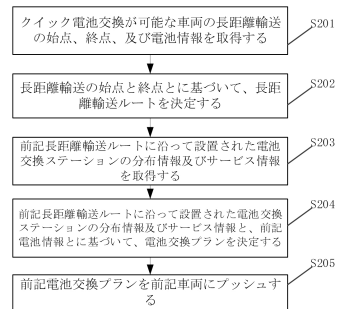 クイック電池交換が可能な車両の長距離輸送
の始点、終点、及び電池情報を取得する
S201
長距離輸送の始点と終点とに基づいて、長距
離輸送ルートを決定する
S202
前記長距離輸送ルートに沿って設置された電池
交換ステーションの分布情報及びサービス情報
を取得する
S203
前記長距離輸送ルートに沿って設置された電池交換
ステーションの分布情報及びサービス情報と、前記
電池情報とに基づいて、電池交換プランを決定する
S204
前記電池交換プランを前記車両にプッシュす
る
S205